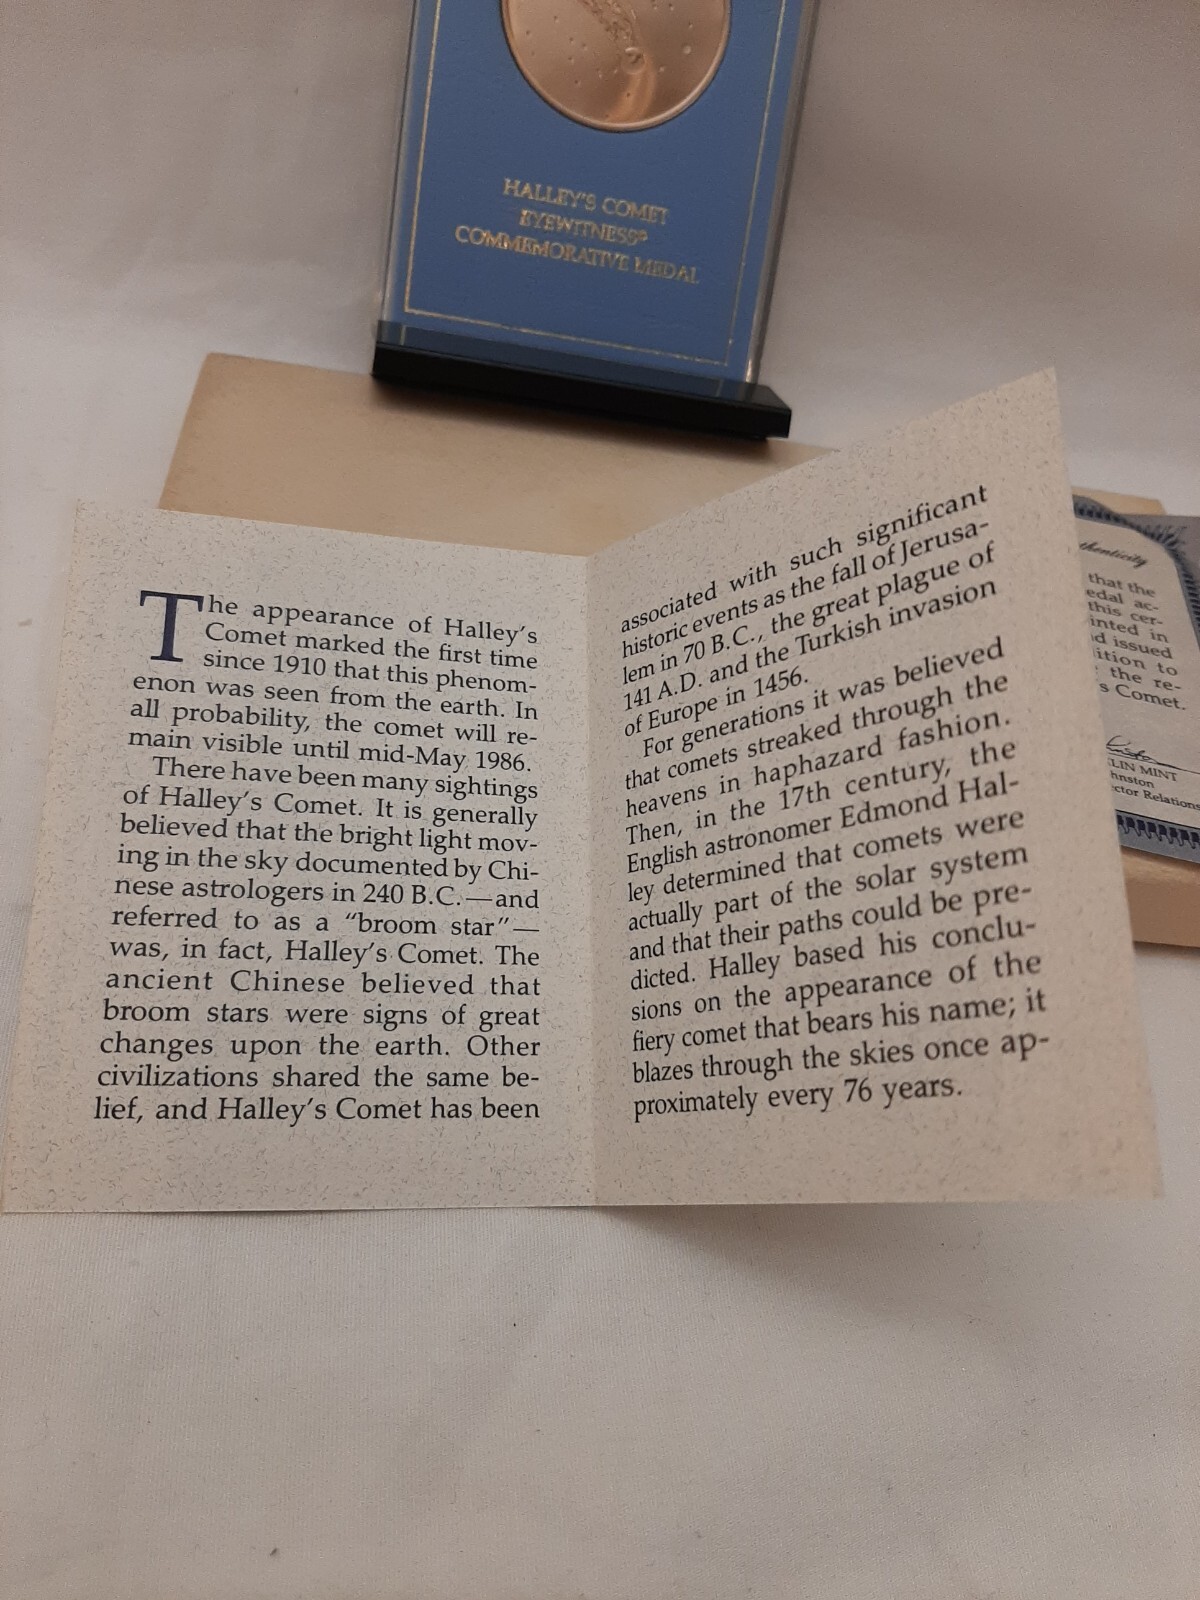 HALLEY'S COMET
EYEWITNESS®
COMMEMORATIVE MEDAL
The appearance of Halley's
Comet marked the first time
since 1910 that this phenom-
enon was seen from the earth. In
all probability, the comet will re-
main visible until mid-May 1986.
There have been many sightings
of Halley's Comet. It is generally
believed that the bright light mov-
ing in the sky documented by Chi-
nese astrologers in 240 B.C.—and
referred to as a "broom star"—
was, in fact, Halley's Comet. The
ancient Chinese believed that
broom stars were signs of great
changes upon the earth. Other
civilizations shared the same be-
lief, and Halley's Comet has been
associated with such significant
historic events as the fall of Jerusa-
lem in 70 B.C., the great plague of
141 A.D. and the Turkish invasion
of Europe in 1456.
For generations it was believed
that comets streaked through the
heavens in haphazard fashion.
Then, in the 17th century, the
English astronomer Edmond Hal-
ley determined that comets were
actually part of the solar system
and that their paths could be pre-
dicted. Halley based his conclu-
sions on the appearance of the
fiery comet that bears his name; it
blazes through the skies once ap-
proximately every 76 years.
thenticity
that the
edal ac-
this cer-
inted in
d issued
ition to
the re-
s Comet.
LIN MINT
hnston
ctor Relations